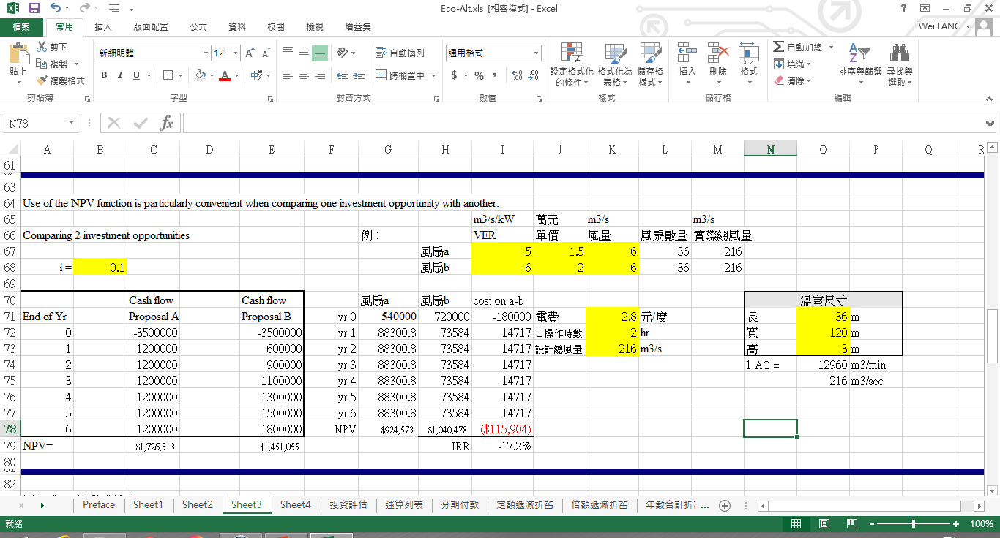 Eco-Alt.xls [相容模式] - Excel
檔案 常用 插入 版面配置 公式 資料 校閱 檢視 增益集 Wei FANG
貼上 剪下 複製 複製格式 剪貼簿
新細明體 12 字型
B I U 中
自動換列 跨欄置中 對齊方式
通用格式 $ % , 數值
設定格式化的條件 格式化為表格 儲存格樣式 樣式
插入 刪除 格式 儲存格
自動加總 填滿 清除 排序與篩選 尋找與選取 編輯
N78 fx
A B C D E F G H I J K L M N O P Q R
61
62
63
64 Use of the NPV function is particularly convenient when comparing one investment opportunity with another.
65 m3/s/kW 萬元 m3/s m3/s
66 Comparing 2 investment opportunities 例： VER 單價 風量 風扇數量 實際總風量
67 風扇a 5 1.5 6 36 216
68 i = 0.1 風扇b 6 2 6 36 216
69
70 Cash flow Cash flow 風扇a 風扇b cost on a-b 溫室尺寸
71 End of Yr Proposal A Proposal B yr 0 540000 720000 -180000 電費 2.8 元/度 長 36 m
72 0 -3500000 -3500000 yr 1 88300.8 73584 14717 日操作時數 2 hr 寬 120 m
73 1 1200000 600000 yr 2 88300.8 73584 14717 設計總風量 216 m3/s 高 3 m
74 2 1200000 900000 yr 3 88300.8 73584 14717 1 AC = 12960 m3/min
75 3 1200000 1100000 yr 4 88300.8 73584 14717 216 m3/sec
76 4 1200000 1300000 yr 5 88300.8 73584 14717
77 5 1200000 1500000 yr 6 88300.8 73584 14717
78 6 1200000 1800000 NPV $924,573 $1,040,478 ($115,904)
79 NPV= $1,726,313 $1,451,055 IRR -17.2%
80
81
82
Preface Sheet1 Sheet2 Sheet3 Sheet4 投資評估 運算列表 分期付款 定額遞減折舊 倍額遞減折舊 年數合計折 ...
就緒 100%